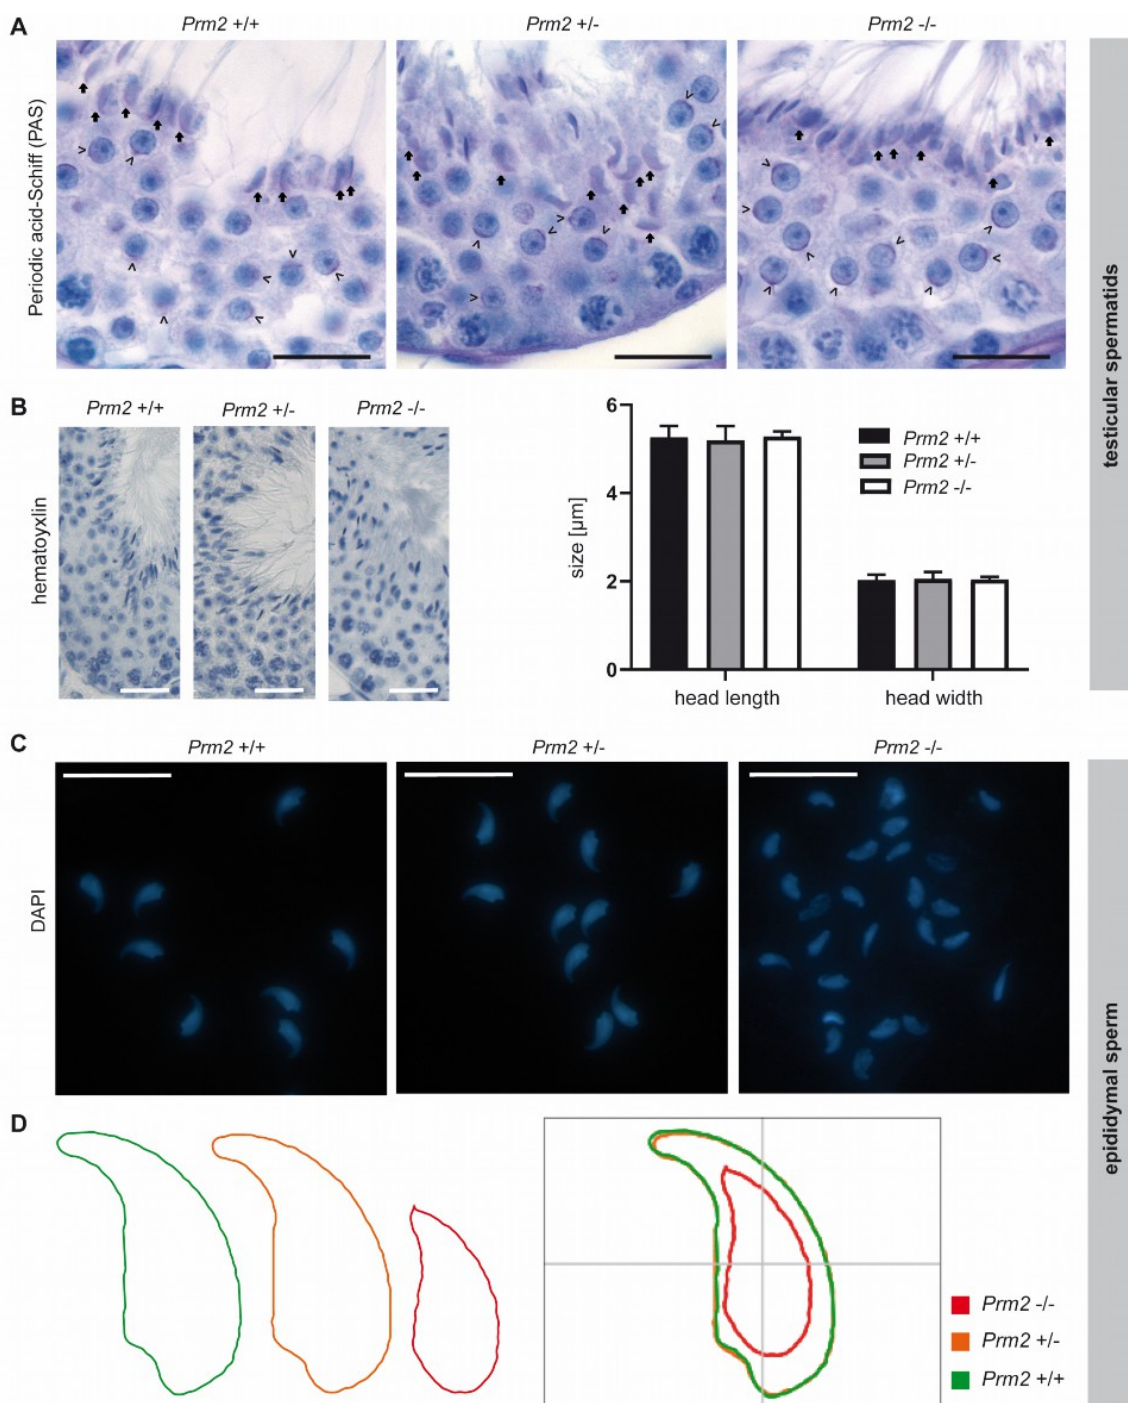 A
Prm2 +/+
Prm2 +/-
Prm2 -/-
Periodic acid-Schiff (PAS)
testicular spermatids
B
Prm2 +/+
Prm2 +/-
Prm2 -/-
hematoyxlin
6
4
2
0
size [µm]
Prm2 +/+
Prm2 +/-
Prm2 -/-
head length
head width
C
Prm2 +/+
Prm2 +/-
Prm2 -/-
DAPI
epididymal sperm
D
Prm2 -/-
Prm2 +/-
Prm2 +/+